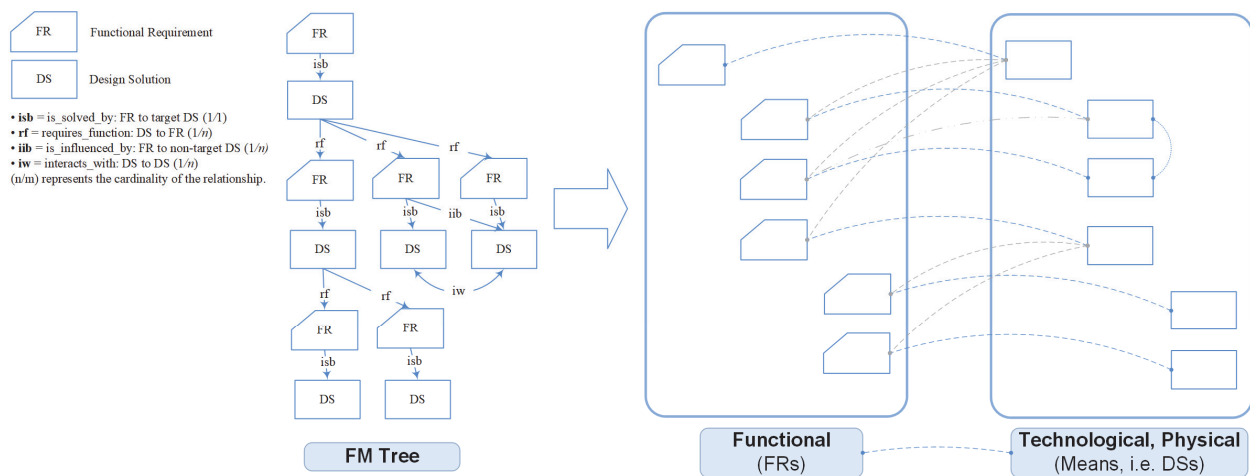 FR
Functional Requirement
DS
Design Solution
• isb = is_solved_by: FR to target DS (1/1)
• rf = requires_function: DS to FR (1/n)
• iib = is_influenced_by: FR to non-target DS (1/n)
• iw = interacts_with: DS to DS (1/n)
(n/m) represents the cardinality of the relationship.
FR
isb
DS
rf rf rf
FR FR FR
isb isb iib isb
DS DS DS
iw
rf rf
FR FR
isb isb
DS DS
FM Tree
Functional
(FRs)
Technological, Physical
(Means, i.e. DSs)